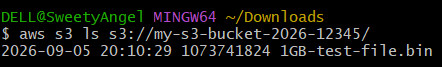 DELL@SweetyAngel MINGW64 ~/Downloads
$ aws s3 ls s3://my-s3-bucket-2026-12345/
2026-09-05 20:10:29 1073741824 1GB-test-file.bin